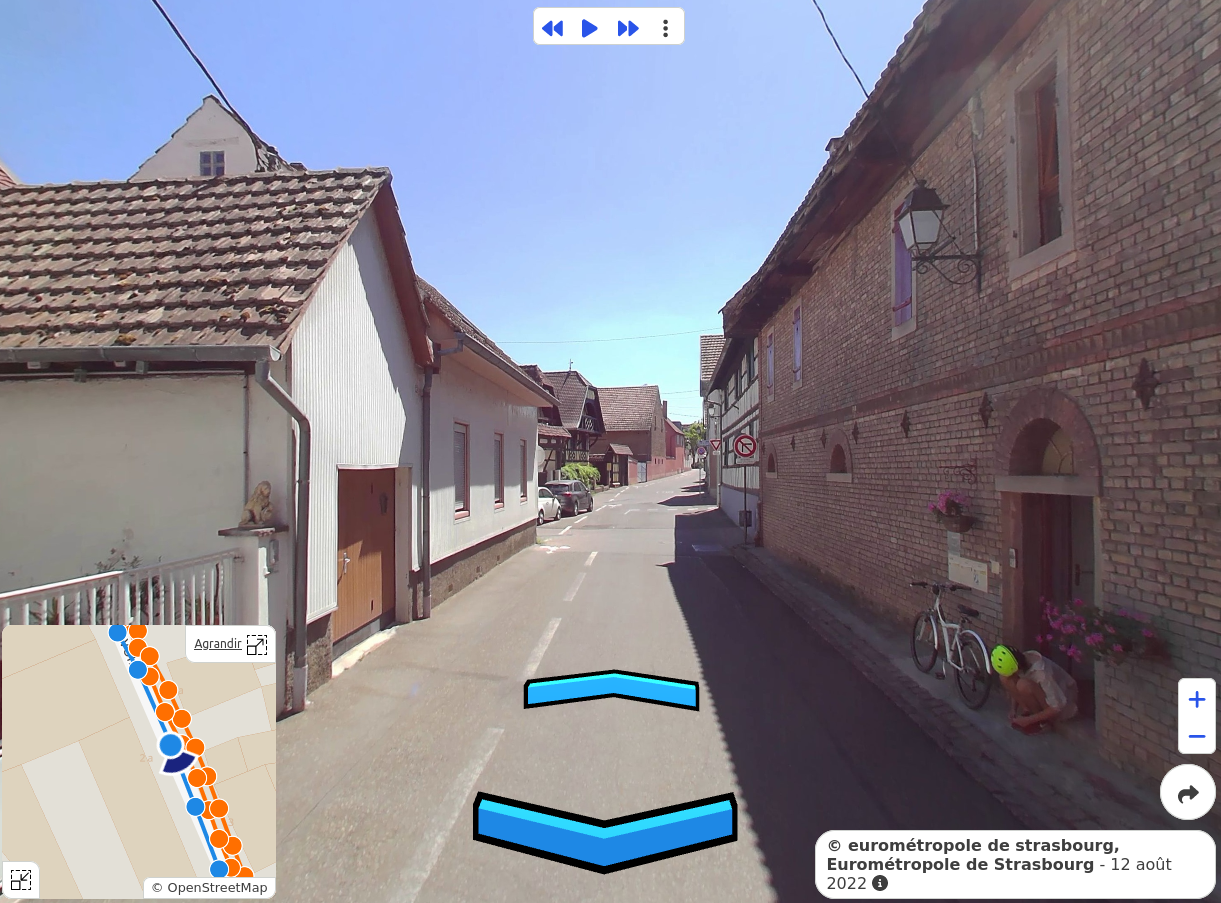 Agrandir
© OpenStreetMap
© eurométropole de strasbourg,
Eurométropole de Strasbourg - 12 août
2022